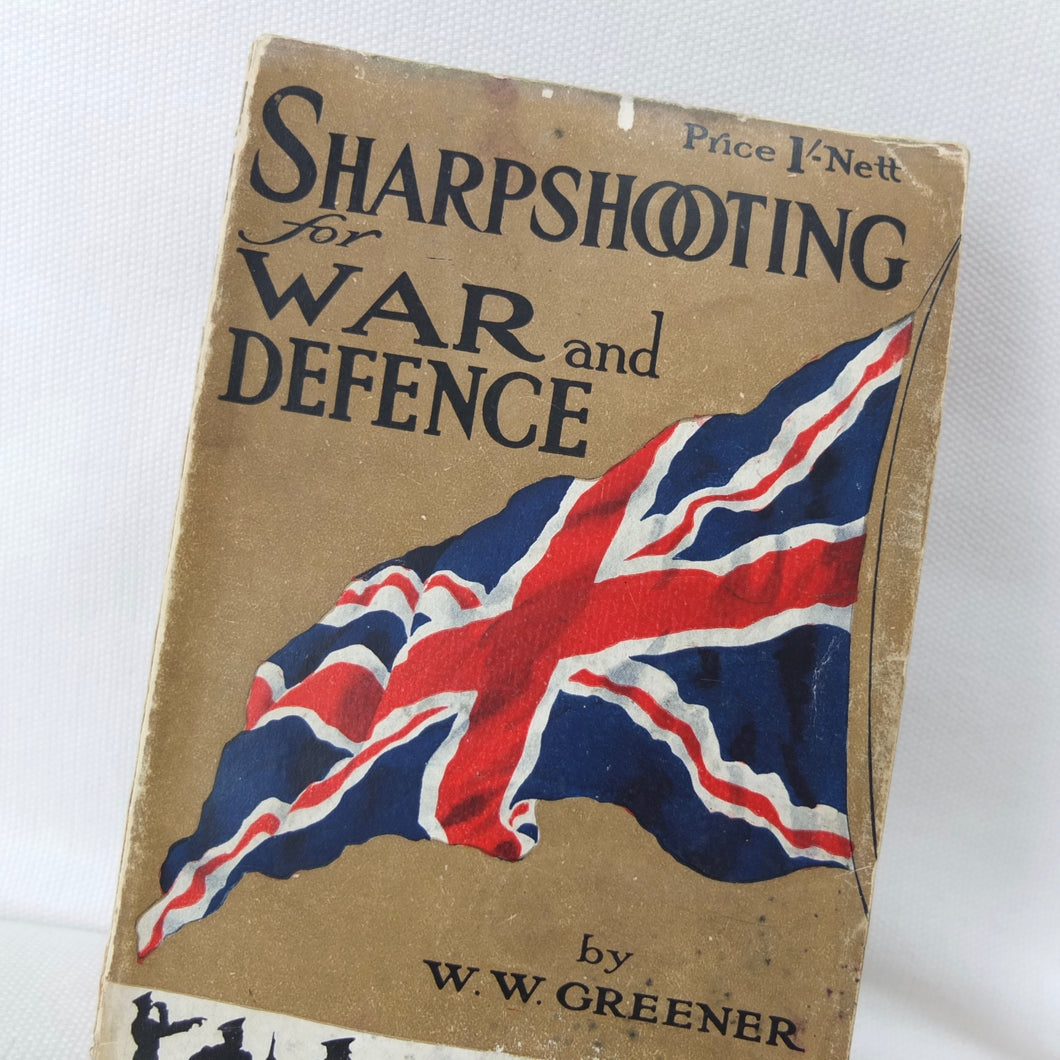 Price 1/- Nett
SHARPSHOOTING
for
WAR and
DEFENCE
by
W. W. GREENER